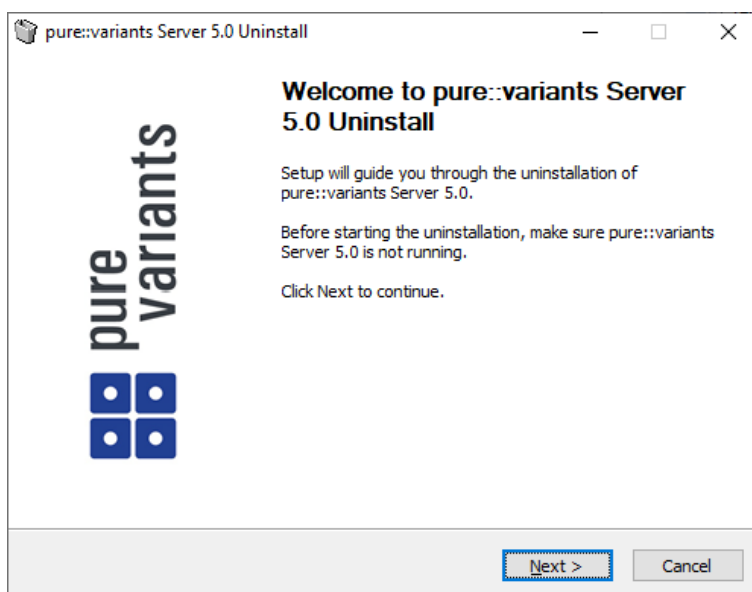 pure::variants Server 5.0 Uninstall
Welcome to pure::variants Server
5.0 Uninstall
Setup will guide you through the uninstallation of
pure::variants Server 5.0.
Before starting the uninstallation, make sure pure::variants
Server 5.0 is not running.
Click Next to continue.
pure
variants
Next >
Cancel